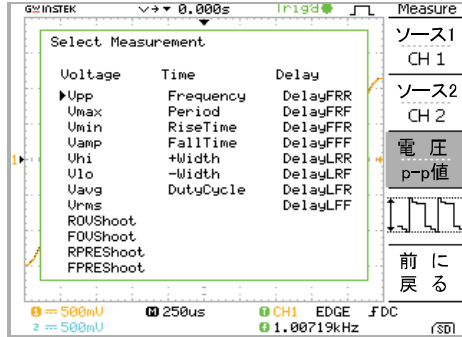 GWINSTEK 0.000s Trig'd Measure
Select Measurement
Voltage Time Delay
Vpp Frequency DelayFRR
Vmax Period DelayFRF
Vmin RiseTime DelayFFR
Vamp FallTime DelayFFF
Vhi +Width DelayLRR
Vlo -Width DelayLRF
Vavg DutyCycle DelayLFR
Vrms DelayLFF
ROVShoot
FOVShoot
RPREShoot
FPREShoot
ソース1
CH 1
ソース2
CH 2
電 圧
p-p値
前 に
戻 る
1 500mV M 250us CH1 EDGE DC
2 500mV 1.00719kHz SD